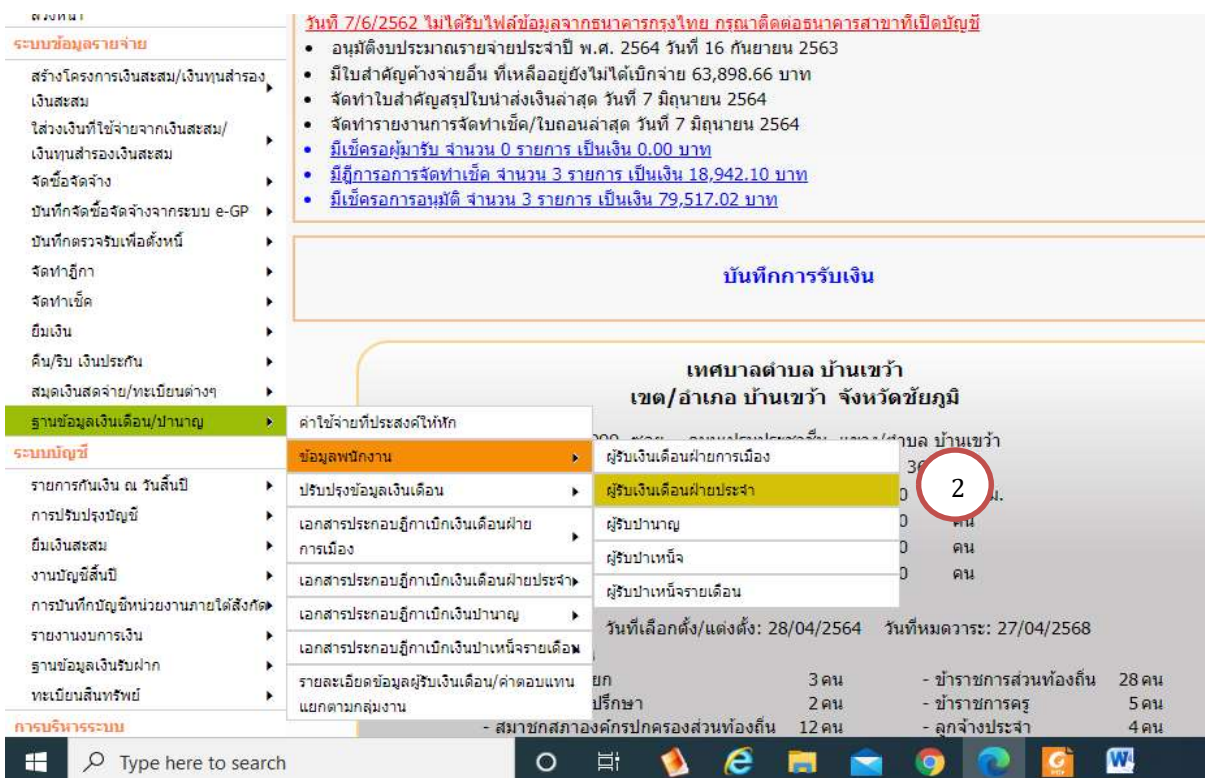 ระบบข้อมูลรายจ่าย
สร้างโครงการเงินสะสม/เงินทุนสำรอง
เงินสะสม
ใส่วงเงินที่ใช้จ่ายจากเงินสะสม/
เงินทุนสำรองเงินสะสม
จัดซื้อจัดจ้าง
บันทึกจัดซื้อจัดจ้างจากระบบ e-GP
บันทึกตรวจรับเพื่อตั้งหนี้
จัดทำฎีกา
จัดทำเช็ค
ยืมเงิน
คืน/ริบ เงินประกัน
สมุดเงินสดจ่าย/ทะเบียนต่างๆ
ฐานข้อมูลเงินเดือน/บำนาญ
ระบบบัญชี
รายการกันเงิน ณ วันสิ้นปี
การปรับปรุงบัญชี
ยืมเงินสะสม
งานบัญชีสิ้นปี
การบันทึกบัญชีหน่วยงานภายใต้สังกัด
รายงานงบการเงิน
ฐานข้อมูลเงินรับฝาก
ทะเบียนสินทรัพย์
การบริหารระบบ
วันที่ 7/6/2562 ไม่ได้รับไฟล์ข้อมูลจากธนาคารกรุงไทย กรุณาติดต่อธนาคารสาขาที่เปิดบัญชี
• อนุมัติงบประมาณรายจ่ายประจำปี พ.ศ. 2564 วันที่ 16 กันยายน 2563
• มีใบสำคัญค้างจ่ายอื่น ที่เหลืออยู่ยังไม่ได้เบิกจ่าย 63,898.66 บาท
• จัดทำใบสำคัญสรุปใบนำส่งเงินล่าสุด วันที่ 7 มิถุนายน 2564
• จัดทำรายงานการจัดทำเช็ค/ใบถอนล่าสุด วันที่ 7 มิถุนายน 2564
• มีเช็ครอผู้มารับ จำนวน 0 รายการ เป็นเงิน 0.00 บาท
• มีฎีการอการจัดทำเช็ค จำนวน 3 รายการ เป็นเงิน 18,942.10 บาท
• มีเช็ครอการอนุมัติ จำนวน 3 รายการ เป็นเงิน 79,517.02 บาท
บันทึกการรับเงิน
เทศบาลตำบล บ้านเขว้า
เขต/อำเภอ บ้านเขว้า จังหวัดชัยภูมิ
บ้านเขว้า
ค่าใช้จ่ายที่ประสงค์ให้หัก
ข้อมูลพนักงาน
ปรับปรุงข้อมูลเงินเดือน
เอกสารประกอบฎีกาเบิกเงินเดือนฝ่าย
การเมือง
เอกสารประกอบฎีกาเบิกเงินเดือนฝ่ายประจำ
เอกสารประกอบฎีกาเบิกเงินบำนาญ
เอกสารประกอบฎีกาเบิกเงินบำเหน็จรายเดือน
รายละเอียดข้อมูลผู้รับเงินเดือน/ค่าตอบแทน
แยกตามกลุ่มงาน
ผู้รับเงินเดือนฝ่ายการเมือง
ผู้รับเงินเดือนฝ่ายประจำ
ผู้รับบำนาญ
ผู้รับบำเหน็จ
ผู้รับบำเหน็จรายเดือน
2
0 คน
0 คน
0 คน
วันที่เลือกตั้ง/แต่งตั้ง: 28/04/2564 วันที่หมดวาระ: 27/04/2568
3 คน - ข้าราชการส่วนท้องถิ่น 28 คน
2 คน - ข้าราชการครู 5 คน
- สมาชิกสภาองค์กรปกครองส่วนท้องถิ่น 12 คน - ลูกจ้างประจำ 4 คน
Type here to search